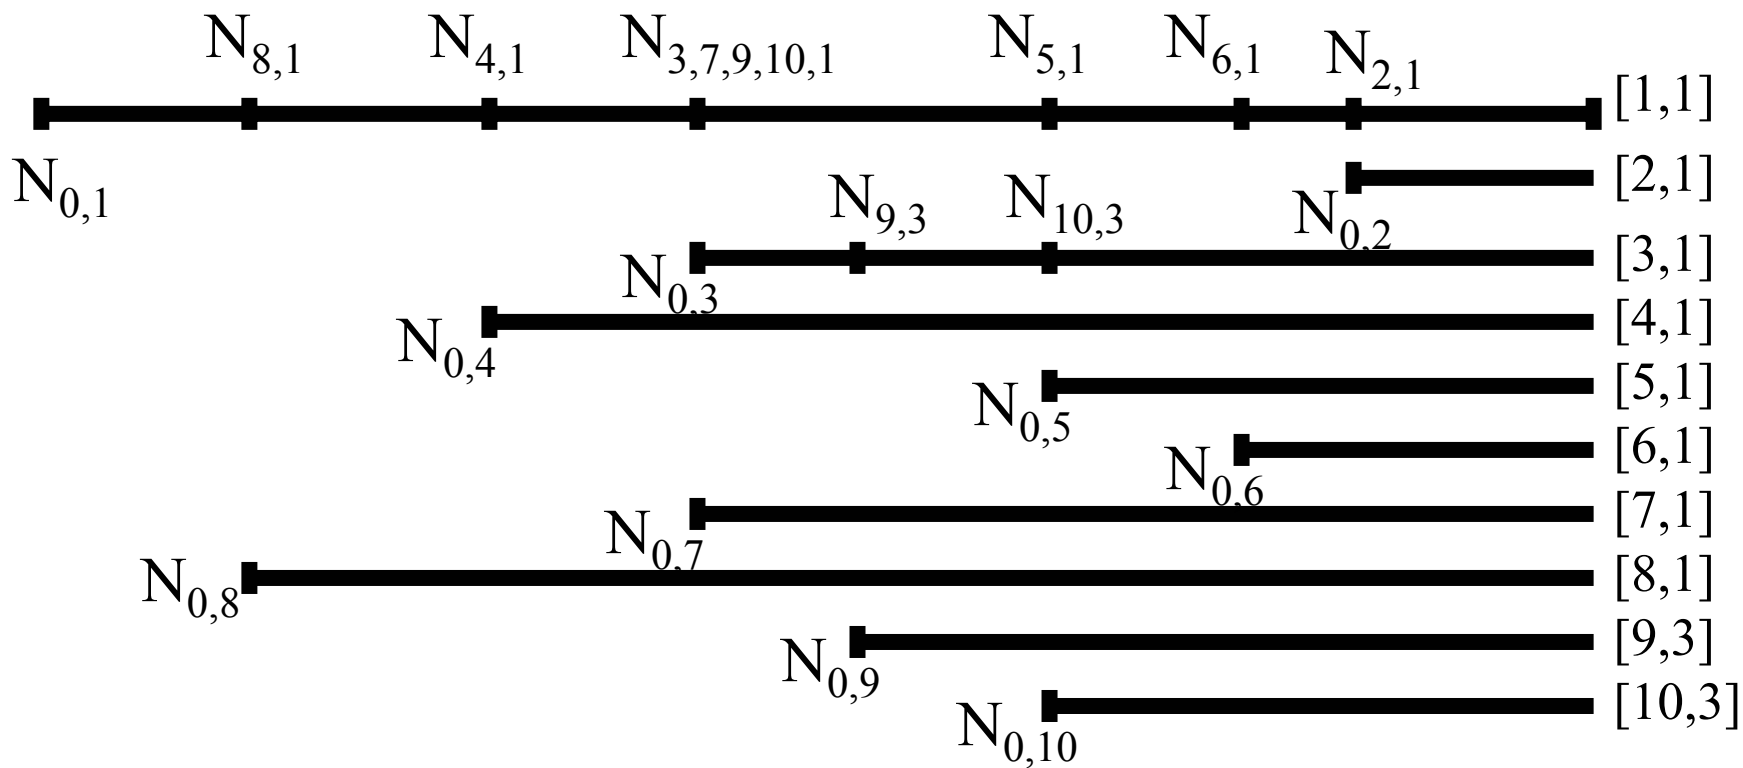 N8,1 N4,1 N3,7,9,10,1 N5,1 N6,1 N2,1
[1,1]
N0,1
[2,1]
N9,3 N10,3 N0,2
[3,1]
N0,3
[4,1]
N0,4
[5,1]
N0,5
[6,1]
N0,6
[7,1]
N0,7
[8,1]
N0,8
[9,3]
N0,9
[10,3]
N0,10